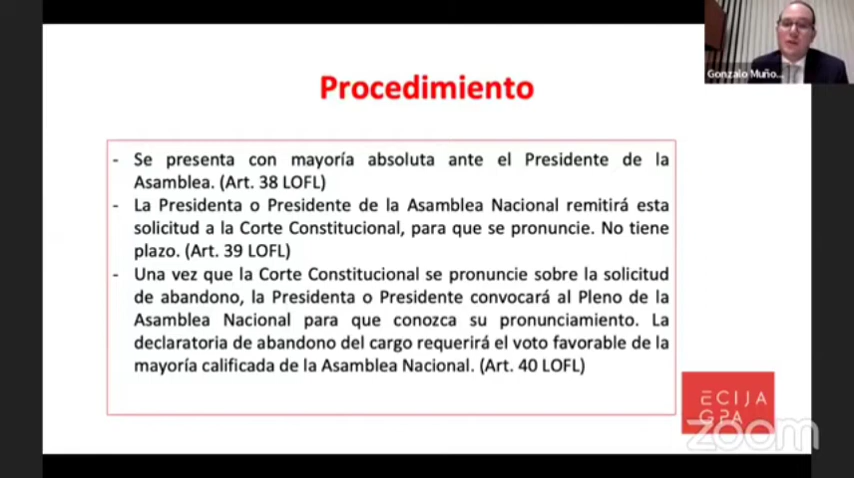 Gonzalo Muño...
Procedimiento
- Se presenta con mayoría absoluta ante el Presidente de la
Asamblea. (Art. 38 LOFL)
- La Presidenta o Presidente de la Asamblea Nacional remitirá esta
solicitud a la Corte Constitucional, para que se pronuncie. No tiene
plazo. (Art. 39 LOFL)
- Una vez que la Corte Constitucional se pronuncie sobre la solicitud
de abandono, la Presidenta o Presidente convocará al Pleno de la
Asamblea Nacional para que conozca su pronunciamiento. La
declaratoria de abandono del cargo requerirá el voto favorable de la
mayoría calificada de la Asamblea Nacional. (Art. 40 LOFL)
ECIJA
GPA
zoom